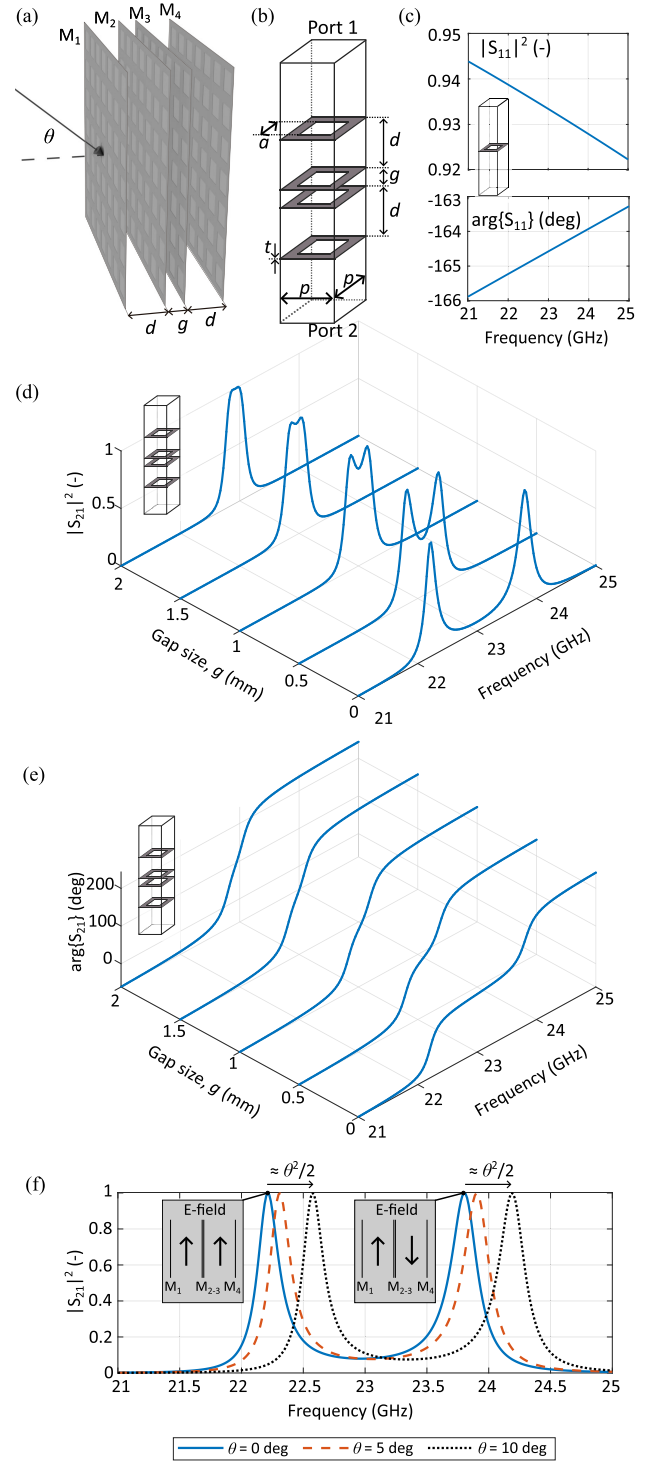 (a)
M1
M2
M3
M4
θ
d
g
d
(b)
Port 1
a
d
g
d
t
p
p
Port 2
(c)
|S11|² (-)
0.95
0.94
0.93
0.92
arg{S11} (deg)
-163
-164
-165
-166
21 22 23 24 25
Frequency (GHz)
(d)
|S21|² (-)
1
0.5
0
2
1.5
1
0.5
0
Gap size, g (mm)
21
22
23
24
25
Frequency (GHz)
(e)
arg{S21} (deg)
200
100
0
2
1.5
1
0.5
0
Gap size, g (mm)
21
22
23
24
25
Frequency (GHz)
(f)
≈ θ²/2
≈ θ²/2
|S21|² (-)
1
0.8
0.6
0.4
0.2
0
E-field
M1 M2-3 M4
E-field
M1 M2-3 M4
21 21.5 22 22.5 23 23.5 24 24.5 25
Frequency (GHz)
θ = 0 deg θ = 5 deg θ = 10 deg